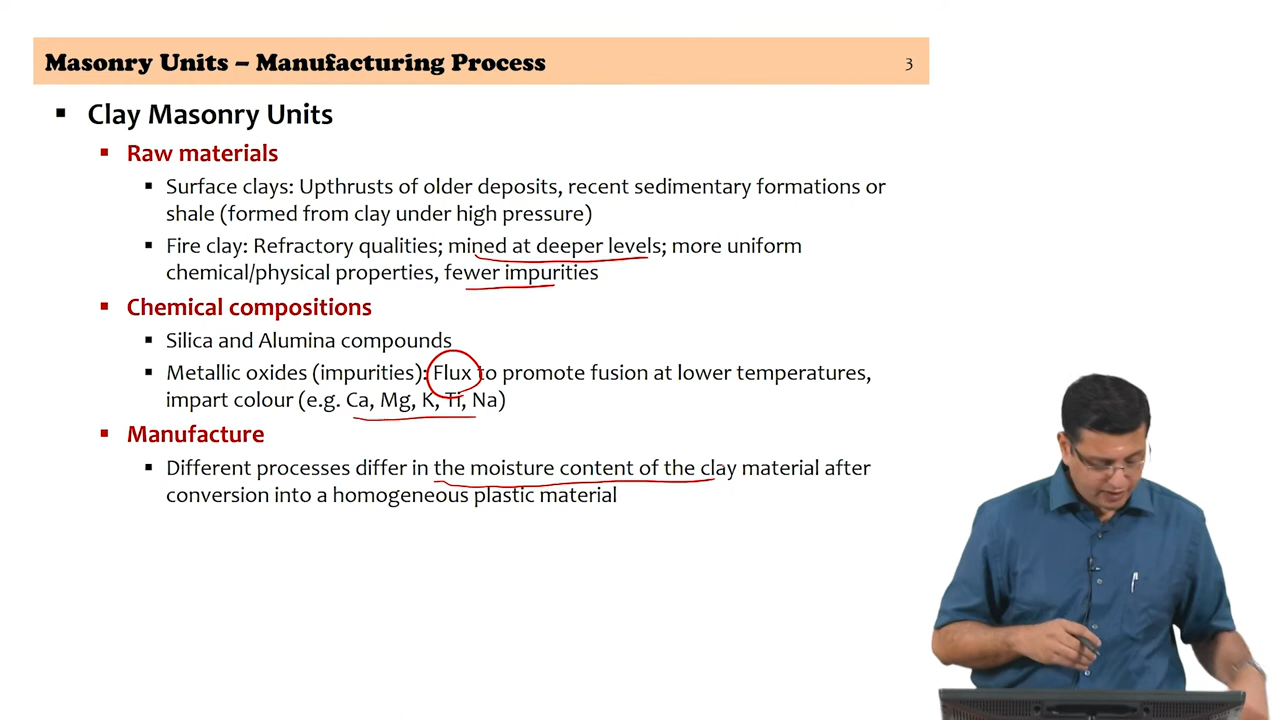 Masonry Units – Manufacturing Process
3
Clay Masonry Units
Raw materials
Surface clays: Upthrusts of older deposits, recent sedimentary formations or
shale (formed from clay under high pressure)
Fire clay: Refractory qualities; mined at deeper levels; more uniform
chemical/physical properties, fewer impurities
Chemical compositions
Silica and Alumina compounds
Metallic oxides (impurities): Flux to promote fusion at lower temperatures,
impart colour (e.g. Ca, Mg, K, Ti, Na)
Manufacture
Different processes differ in the moisture content of the clay material after
conversion into a homogeneous plastic material